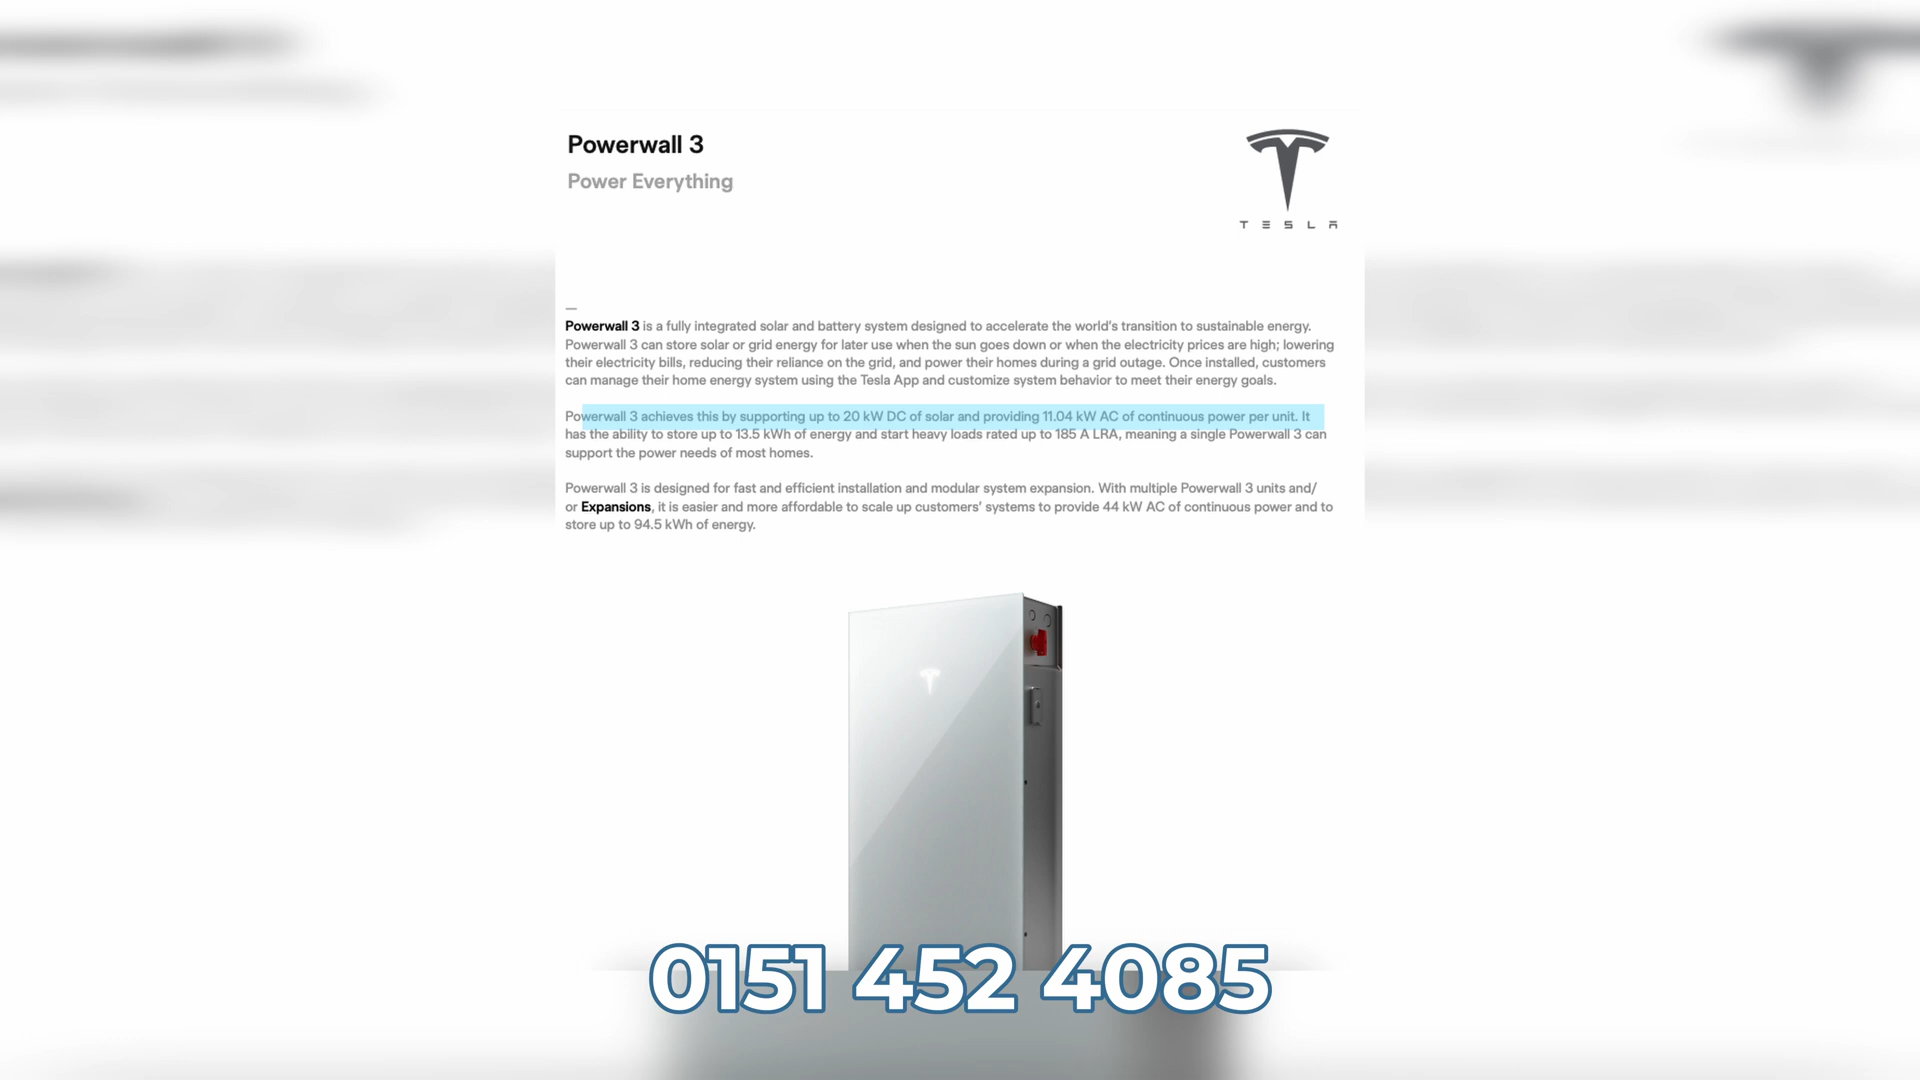 Powerwall 3
Power Everything
TESLA
—
Powerwall 3 is a fully integrated solar and battery system designed to accelerate the world's transition to sustainable energy.
Powerwall 3 can store solar or grid energy for later use when the sun goes down or when the electricity prices are high; lowering
their electricity bills, reducing their reliance on the grid, and power their homes during a grid outage. Once installed, customers
can manage their home energy system using the Tesla App and customize system behavior to meet their energy goals.
Powerwall 3 achieves this by supporting up to 20 kW DC of solar and providing 11.04 kW AC of continuous power per unit. It
has the ability to store up to 13.5 kWh of energy and start heavy loads rated up to 185 A LRA, meaning a single Powerwall 3 can
support the power needs of most homes.
Powerwall 3 is designed for fast and efficient installation and modular system expansion. With multiple Powerwall 3 units and/
or Expansions, it is easier and more affordable to scale up customers' systems to provide 44 kW AC of continuous power and to
store up to 94.5 kWh of energy.
0151 452 4085